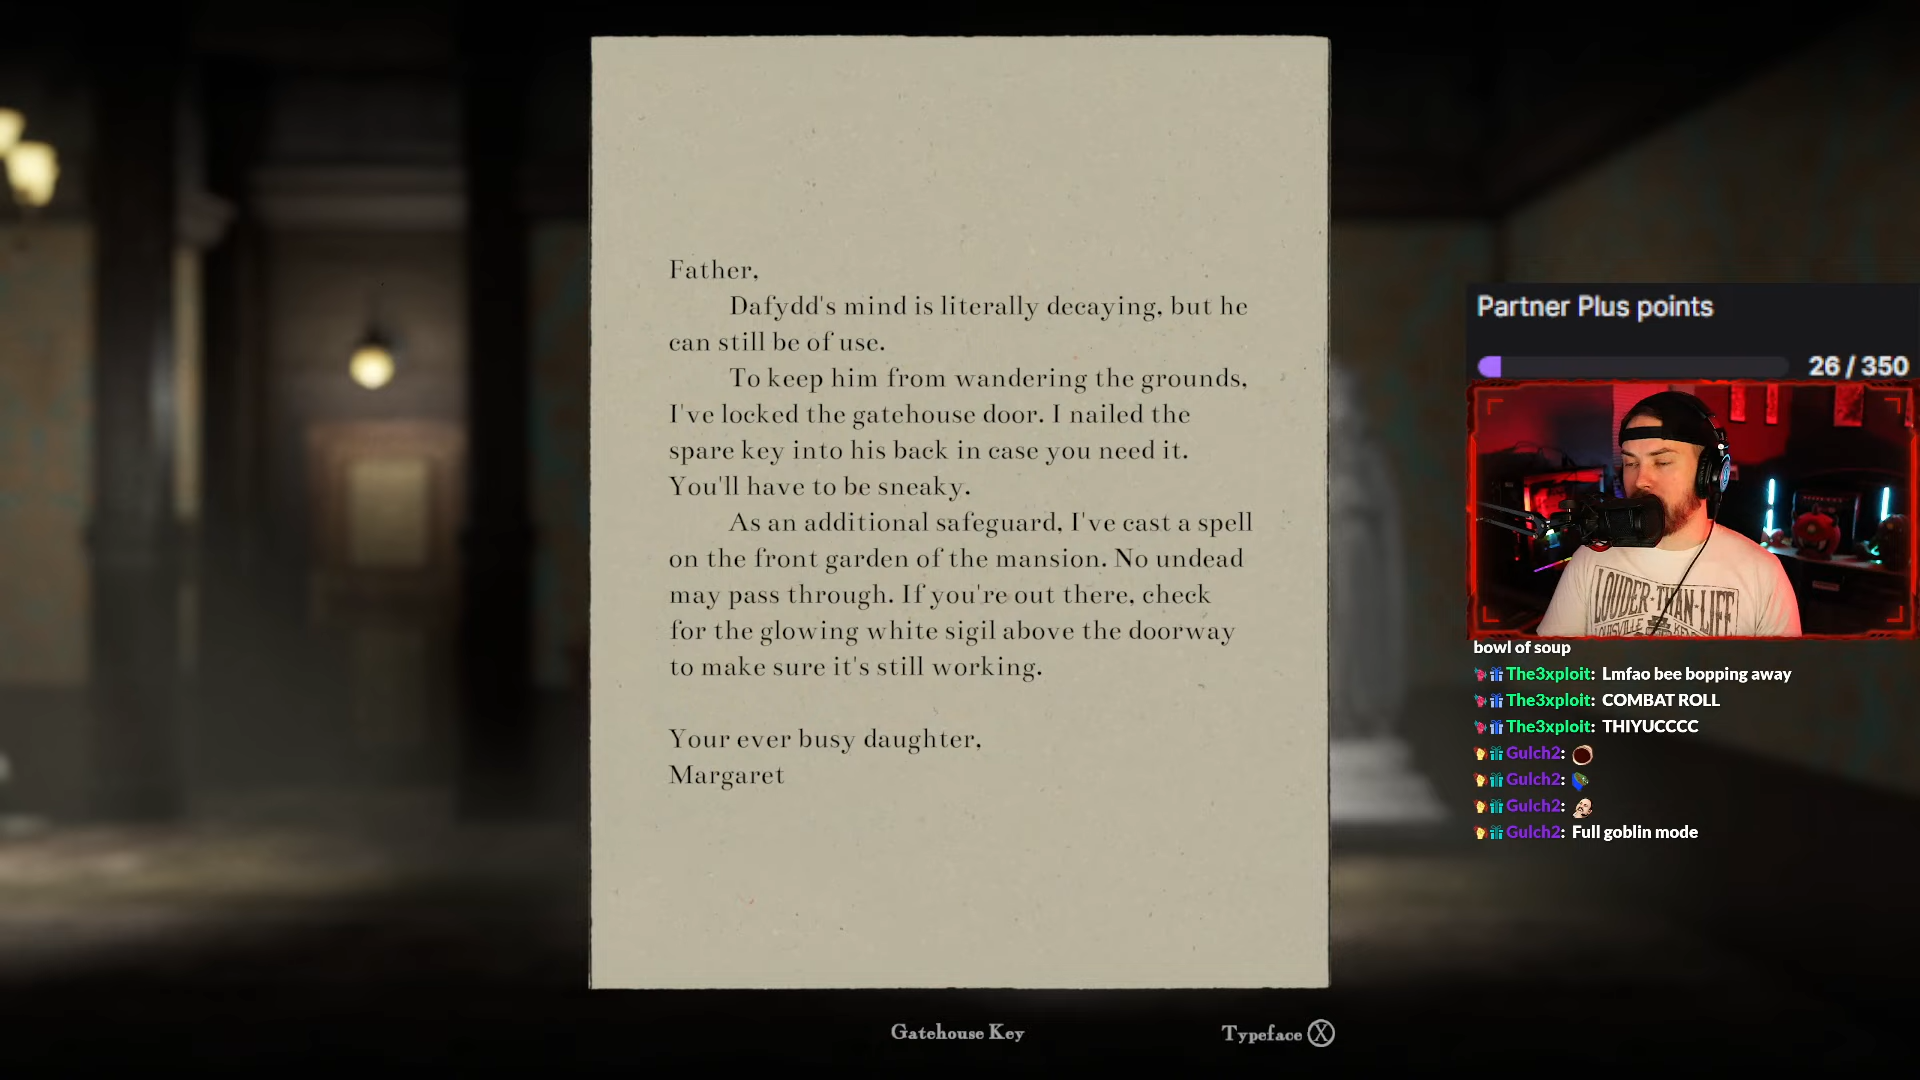 Father,
Dafydd's mind is literally decaying, but he
can still be of use.
To keep him from wandering the grounds,
I've locked the gatehouse door. I nailed the
spare key into his back in case you need it.
You'll have to be sneaky.
As an additional safeguard, I've cast a spell
on the front garden of the mansion. No undead
may pass through. If you're out there, check
for the glowing white sigil above the doorway
to make sure it's still working.
Your ever busy daughter,
Margaret
Gatehouse Key
Typeface X
Partner Plus points
26 / 350
LOUDER·THAN·LIFE
LOUISVILLE
bowl of soup
The3xploit: Lmfao bee bopping away
The3xploit: COMBAT ROLL
The3xploit: THIYUCCCC
Gulch2:
Gulch2:
Gulch2:
Gulch2: Full goblin mode